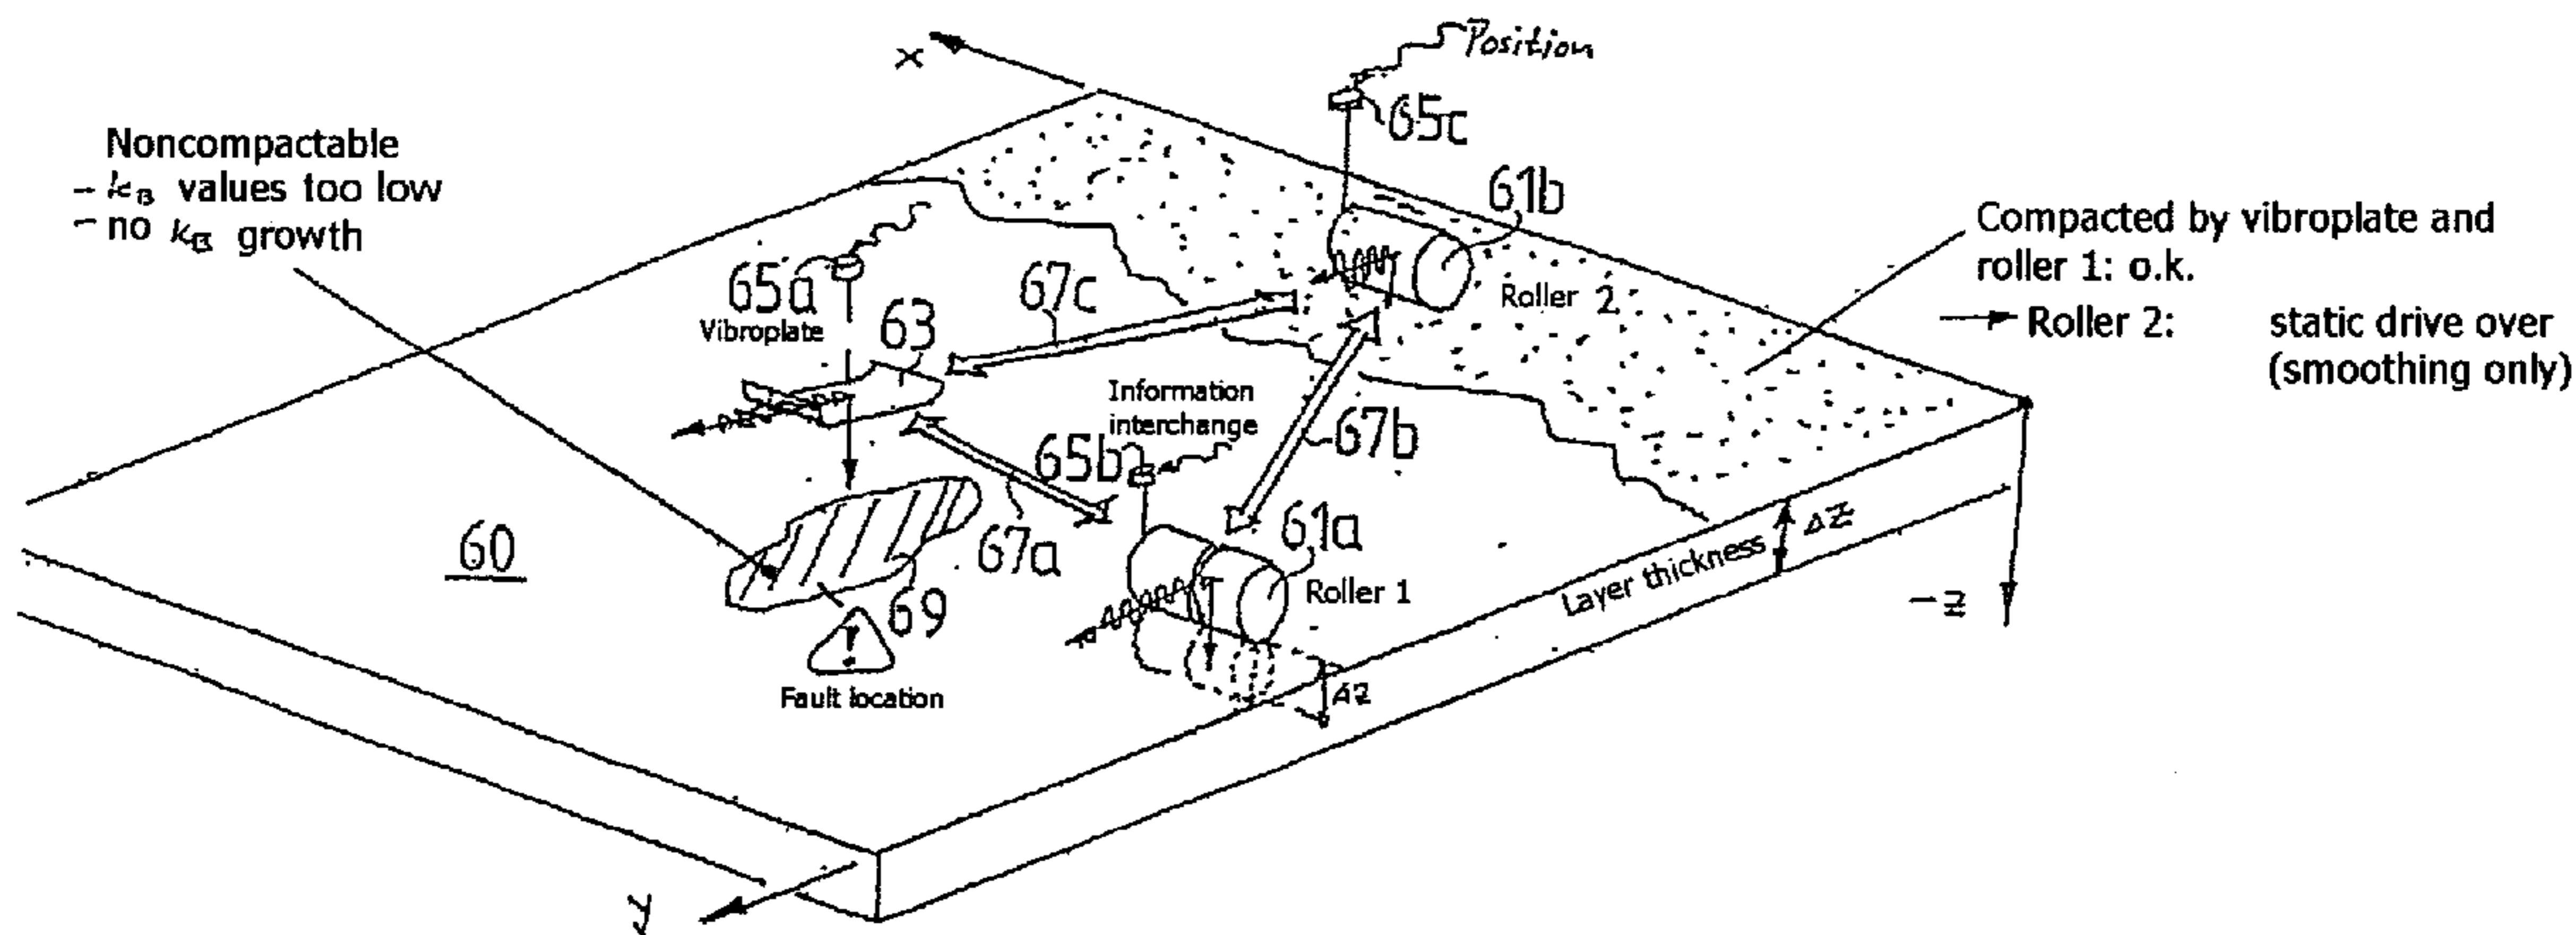 x
Position
65c
61b
Noncompactable
- kB values too low
- no kB growth
65a
Vibroplate
67c
63
Roller 2
Compacted by vibroplate and
roller 1: o.k.
→ Roller 2: static drive over
(smoothing only)
Information
interchange
65b
67b
67a
60
61a
Roller 1
69
!
Fault location
Δz
Layer thickness
Δz
-z
y